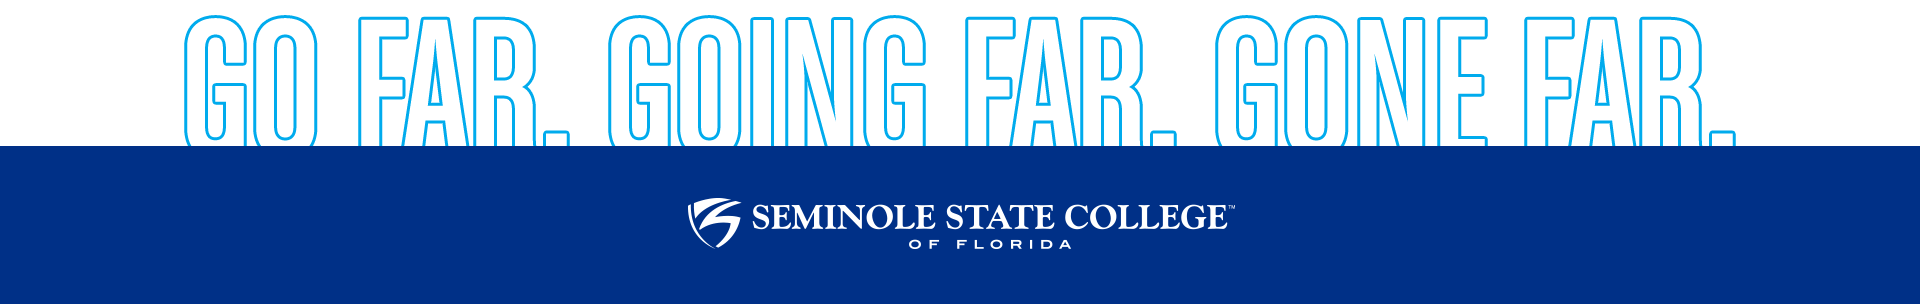 GO FAR. GOING FAR. GONE FAR.
SEMINOLE STATE COLLEGE™
OF FLORIDA